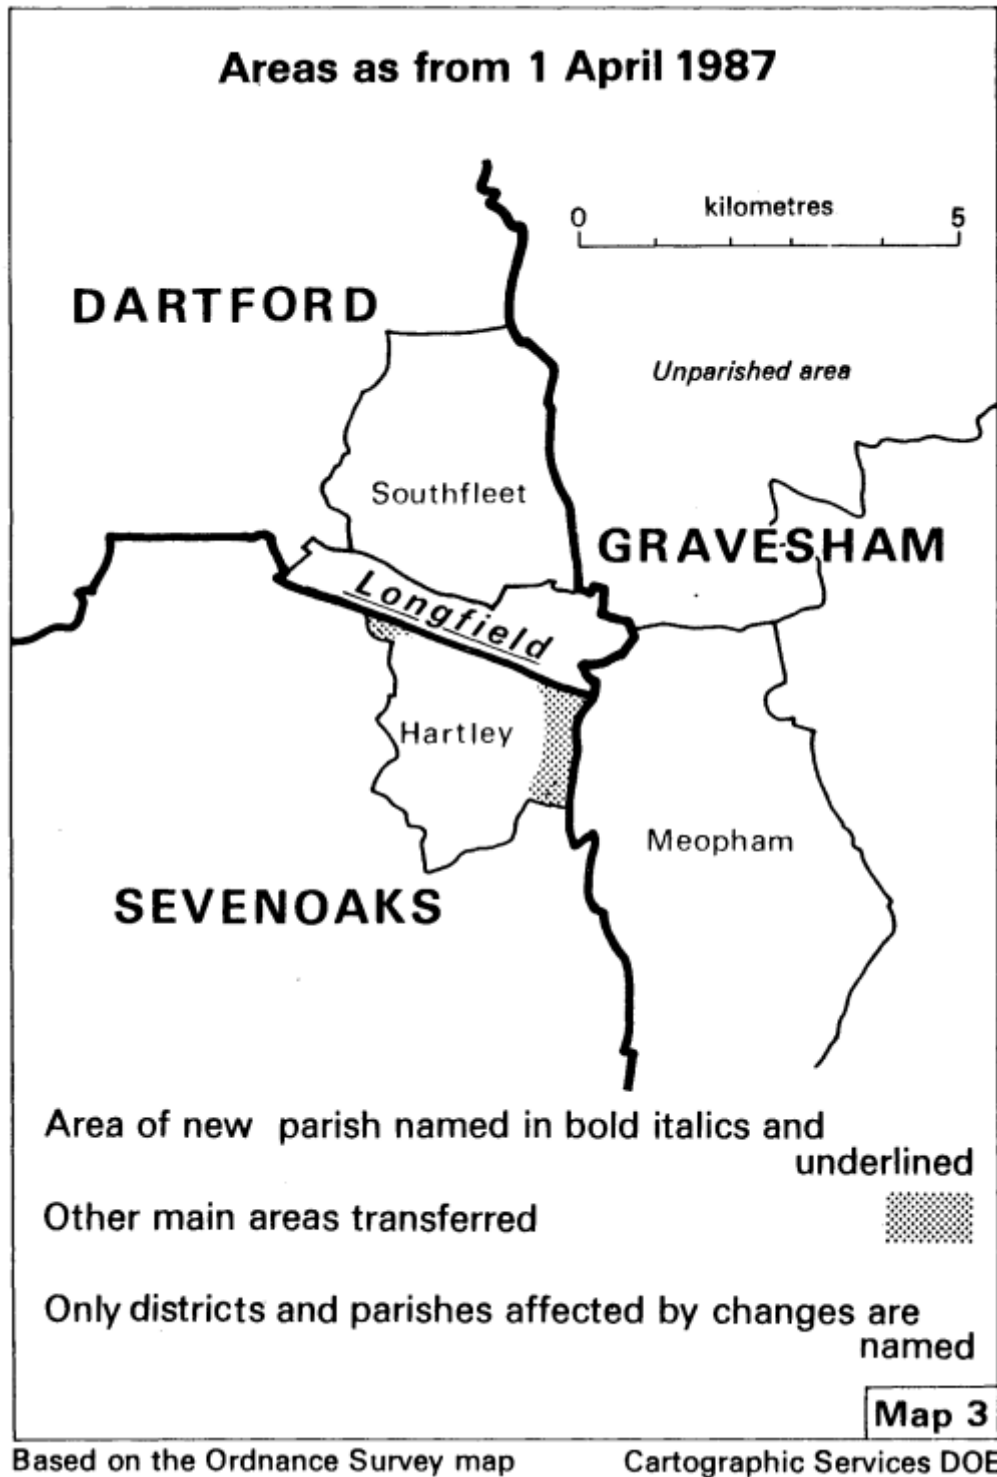 Areas as from 1 April 1987
kilometres
0 5
DARTFORD
Unparished area
Southfleet
GRAVESHAM
Longfield
Hartley
Meopham
SEVENOAKS
Area of new parish named in bold italics and
underlined
Other main areas transferred
Only districts and parishes affected by changes are
named
Map 3
Based on the Ordnance Survey map Cartographic Services DOE